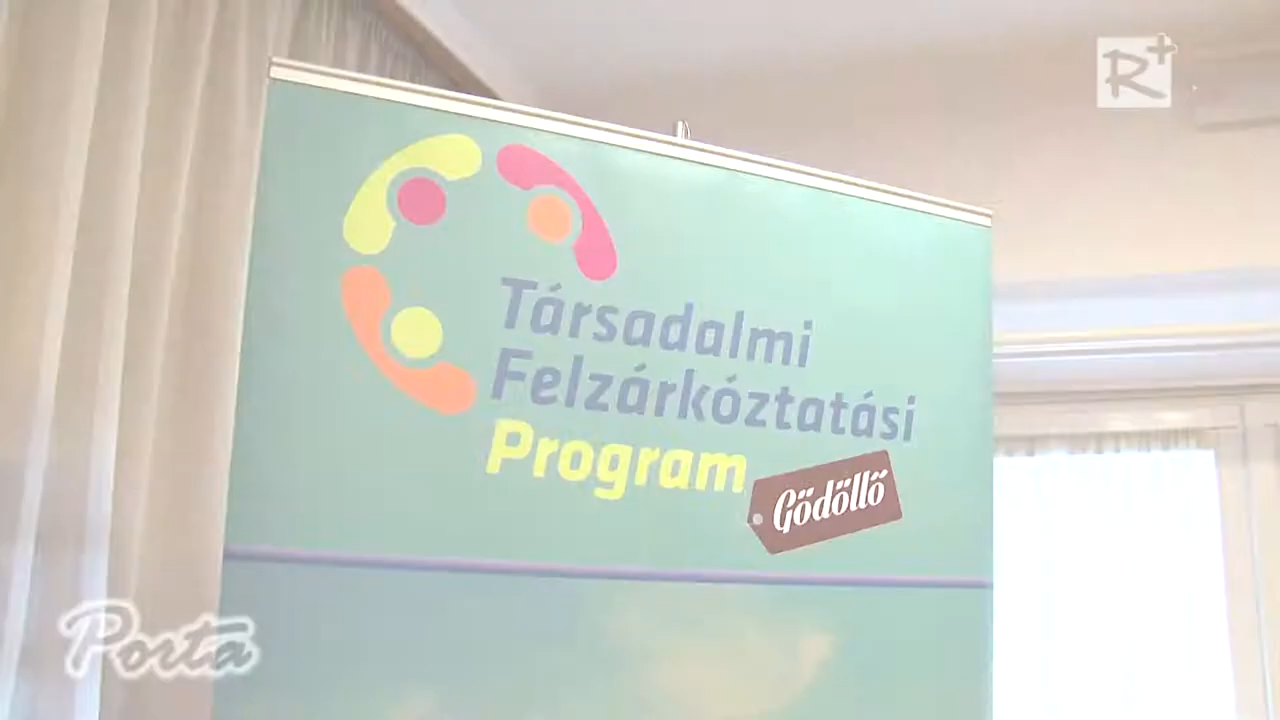 R+
Társadalmi
Felzárkóztatási
Program
Gödöllő
Porta